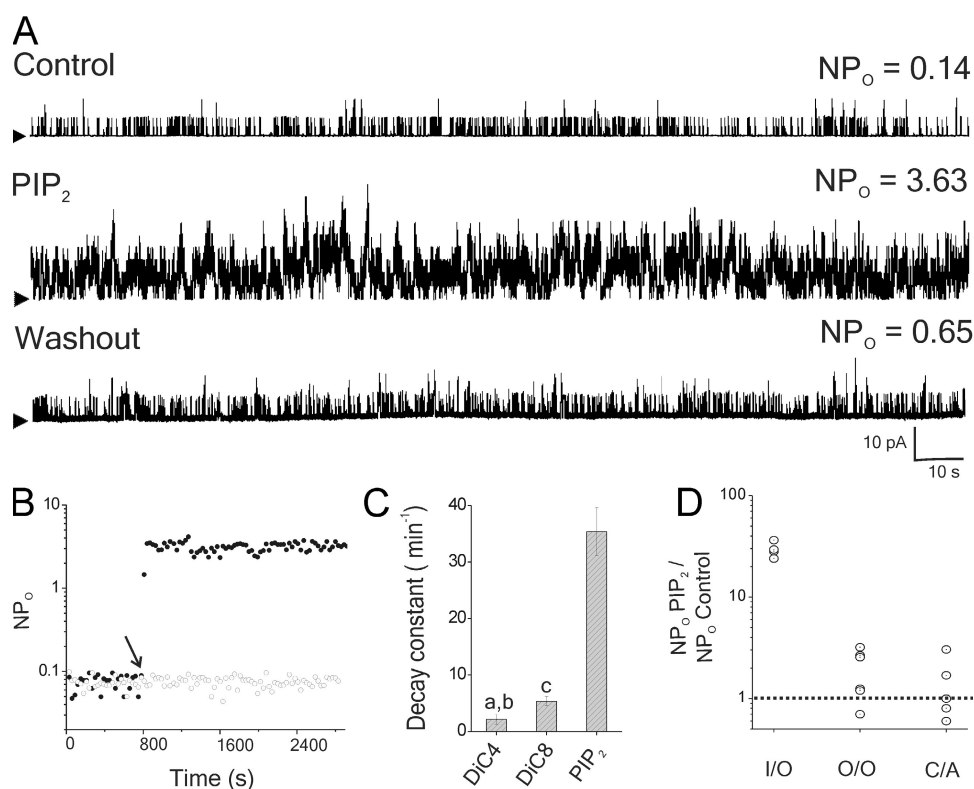 A
Control
NPO = 0.14
PIP2
NPO = 3.63
Washout
NPO = 0.65
10 pA
10 s
B
NPO
10
1
0.1
0
800
1600
2400
Time (s)
C
Decay constant ( min-1)
40
30
20
10
0
a,b
c
DiC4
DiC8
PIP2
D
NPO PIP2 /
NPO Control
100
10
1
I/O
O/O
C/A